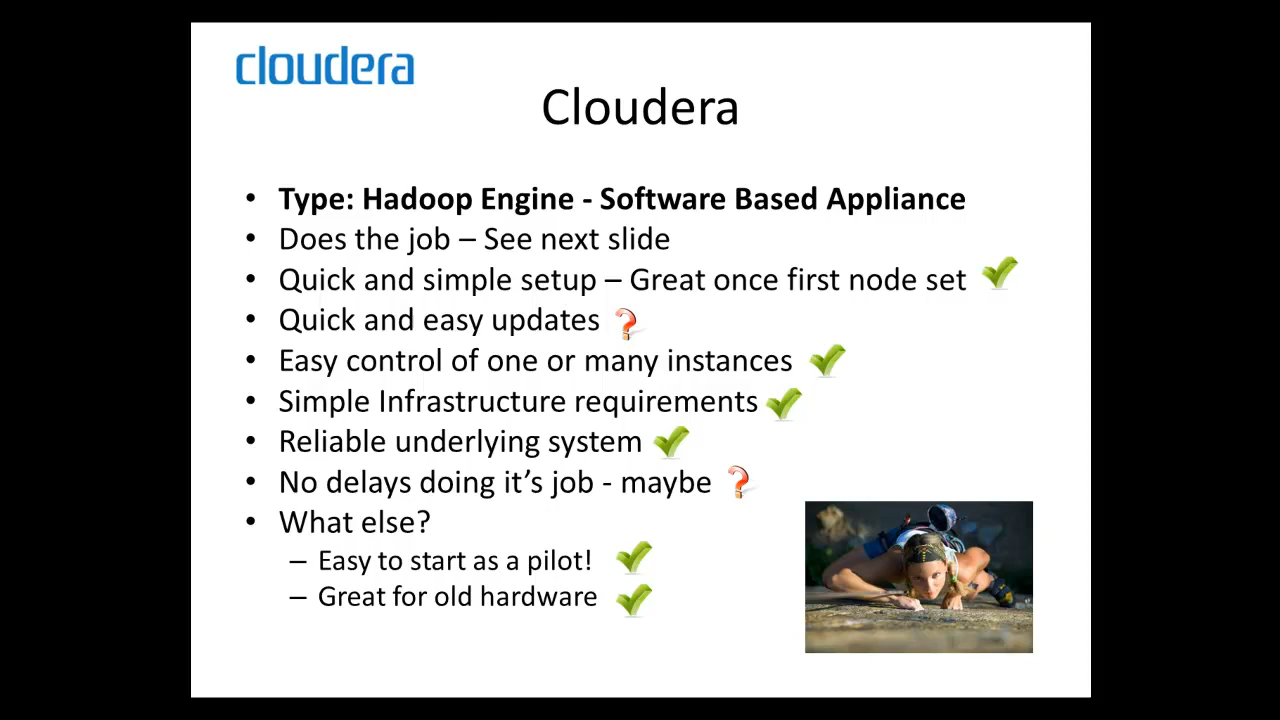 cloudera
Cloudera
• Type: Hadoop Engine - Software Based Appliance
• Does the job – See next slide
• Quick and simple setup – Great once first node set
• Quick and easy updates
• Easy control of one or many instances
• Simple Infrastructure requirements
• Reliable underlying system
• No delays doing it’s job - maybe
• What else?
– Easy to start as a pilot!
– Great for old hardware